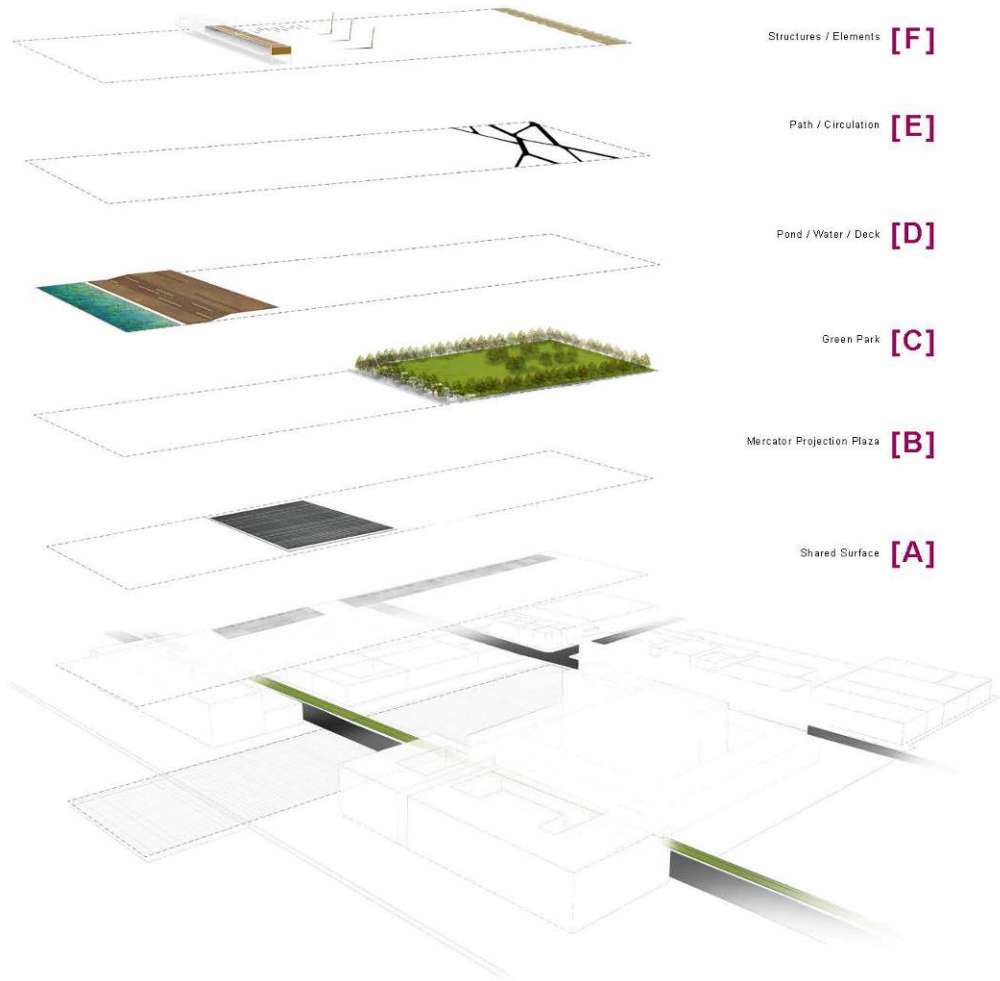 Structures / Elements [F]
Path / Circulation [E]
Pond / Water / Deck [D]
Green Park [C]
Mercator Projection Plaza [B]
Shared Surface [A]